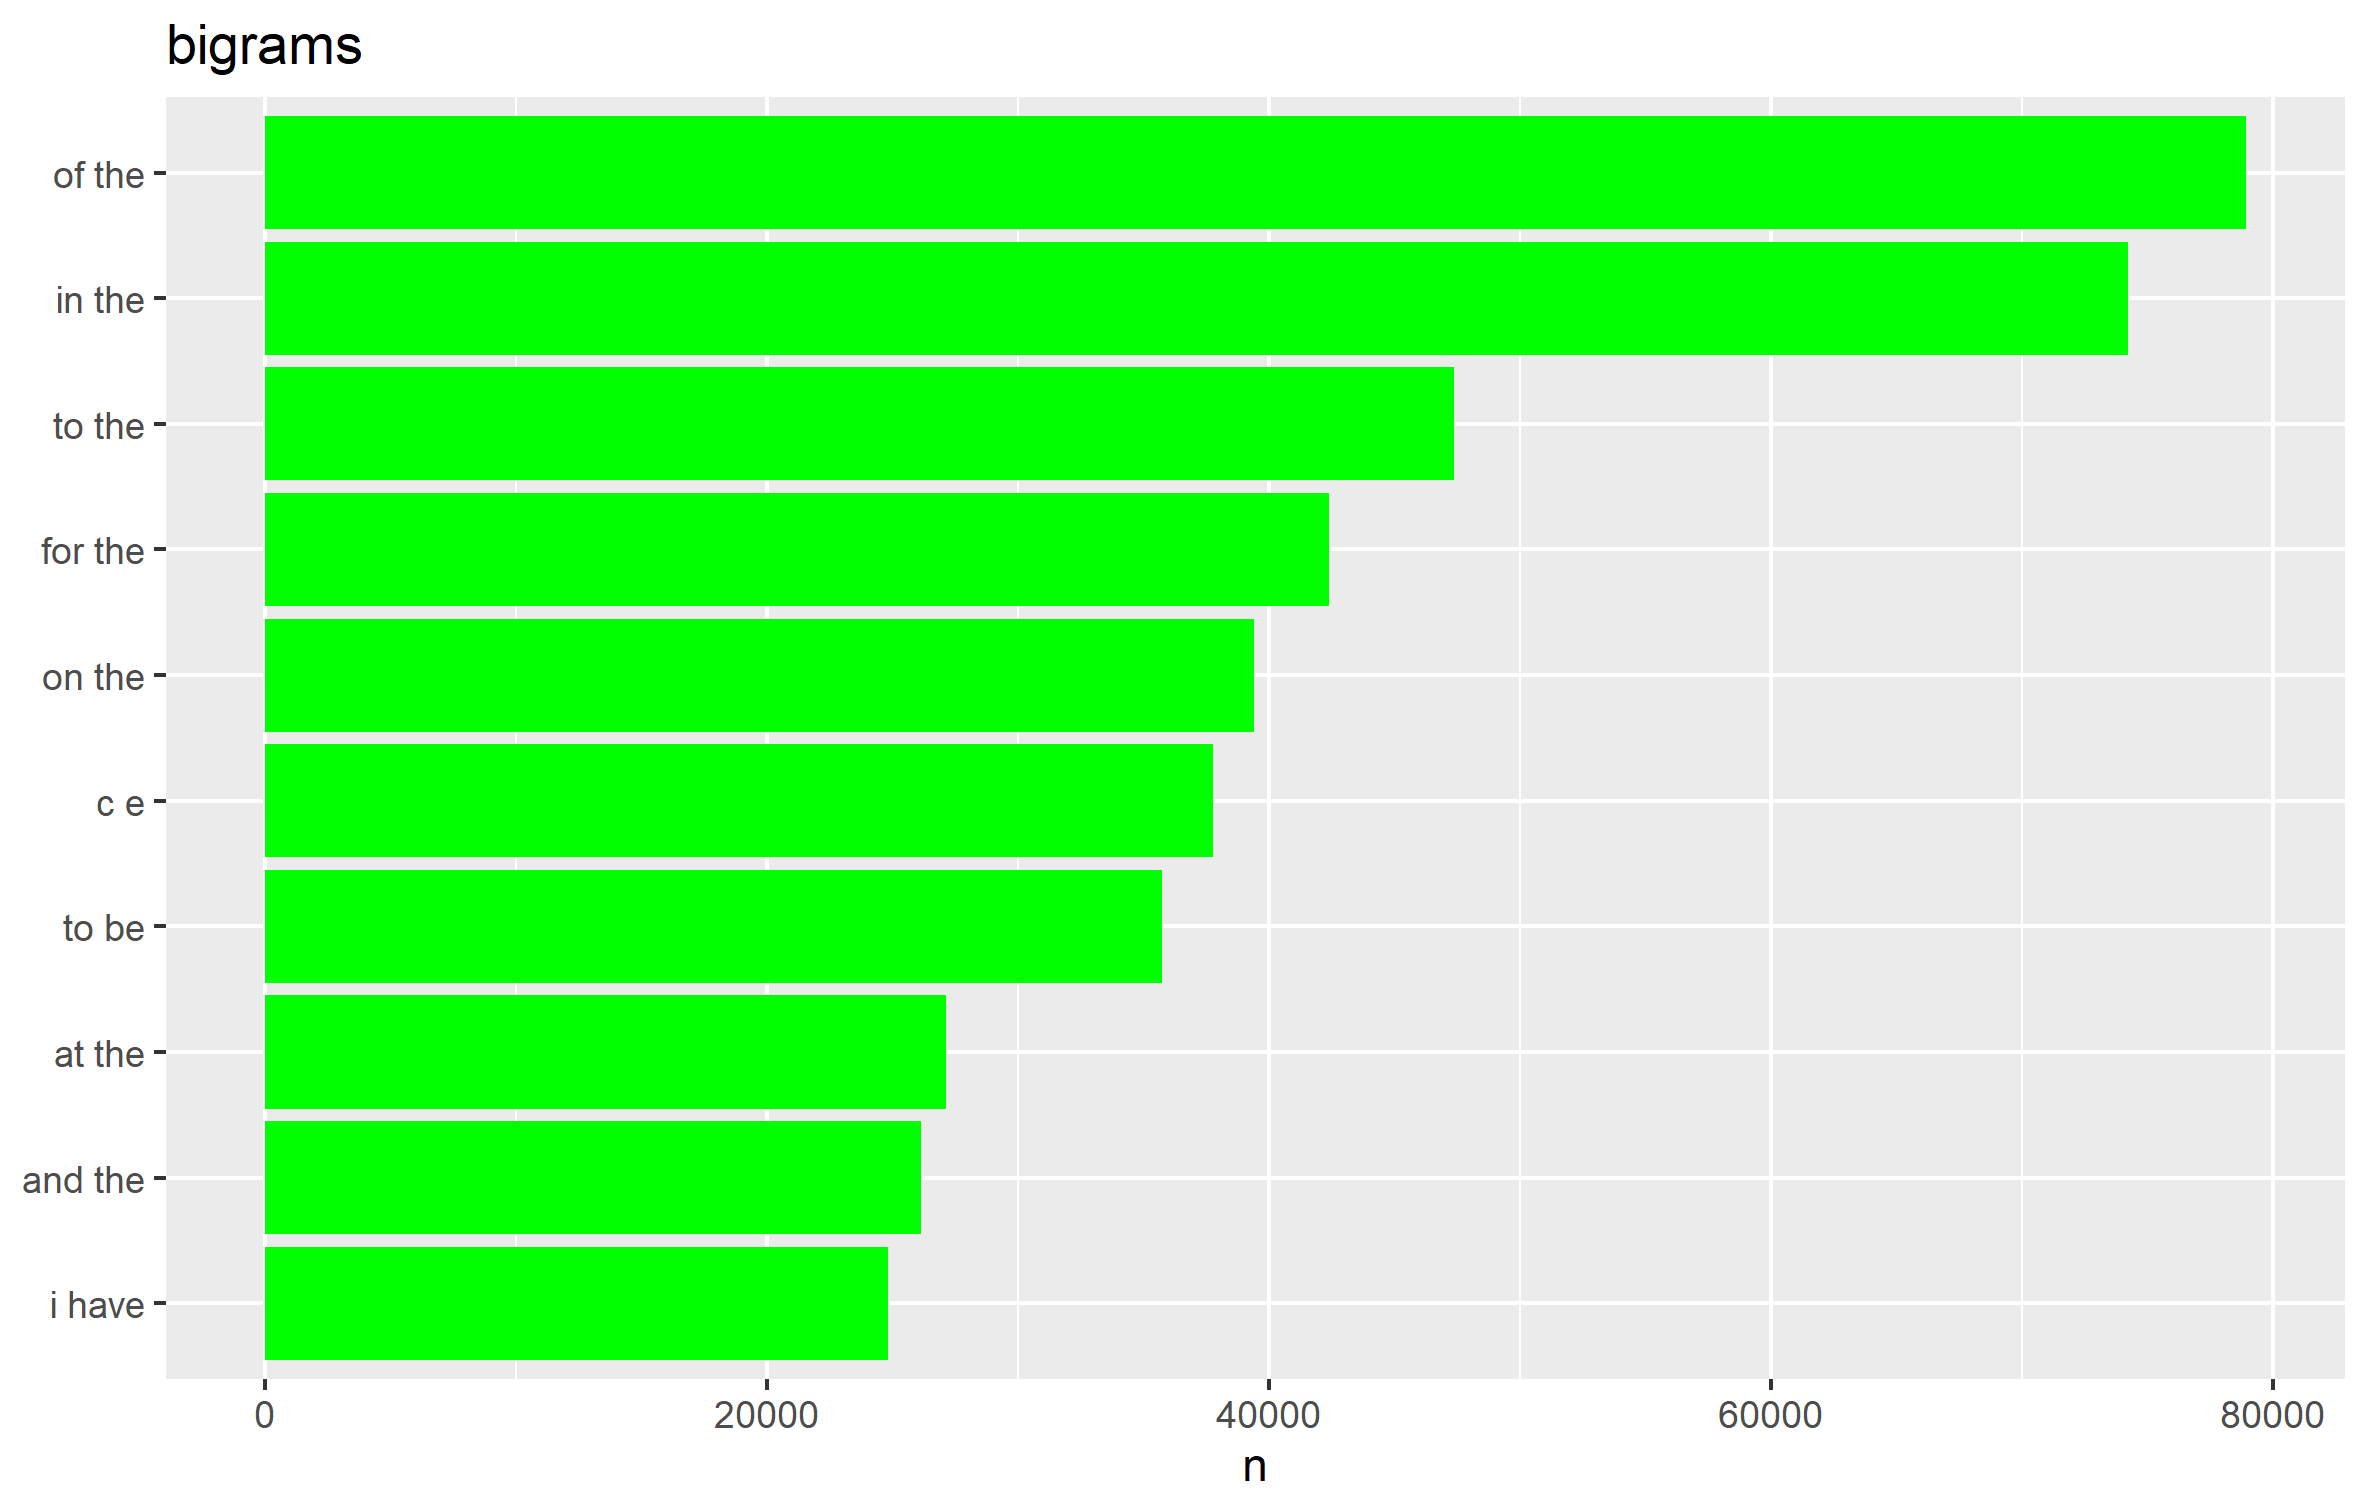 bigrams
of the
in the
to the
for the
on the
c e
to be
at the
and the
i have
0 20000 40000 60000 80000
n